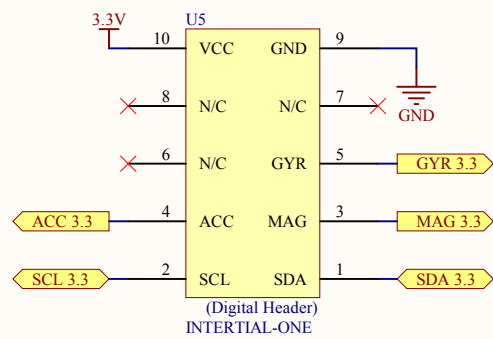 3.3V
U5
10 VCC GND 9
GND
8 N/C N/C 7
6 N/C GYR 5 GYR 3.3
ACC 3.3 4 ACC MAG 3 MAG 3.3
SCL 3.3 2 SCL SDA 1 SDA 3.3
(Digital Header)
INTERTIAL-ONE